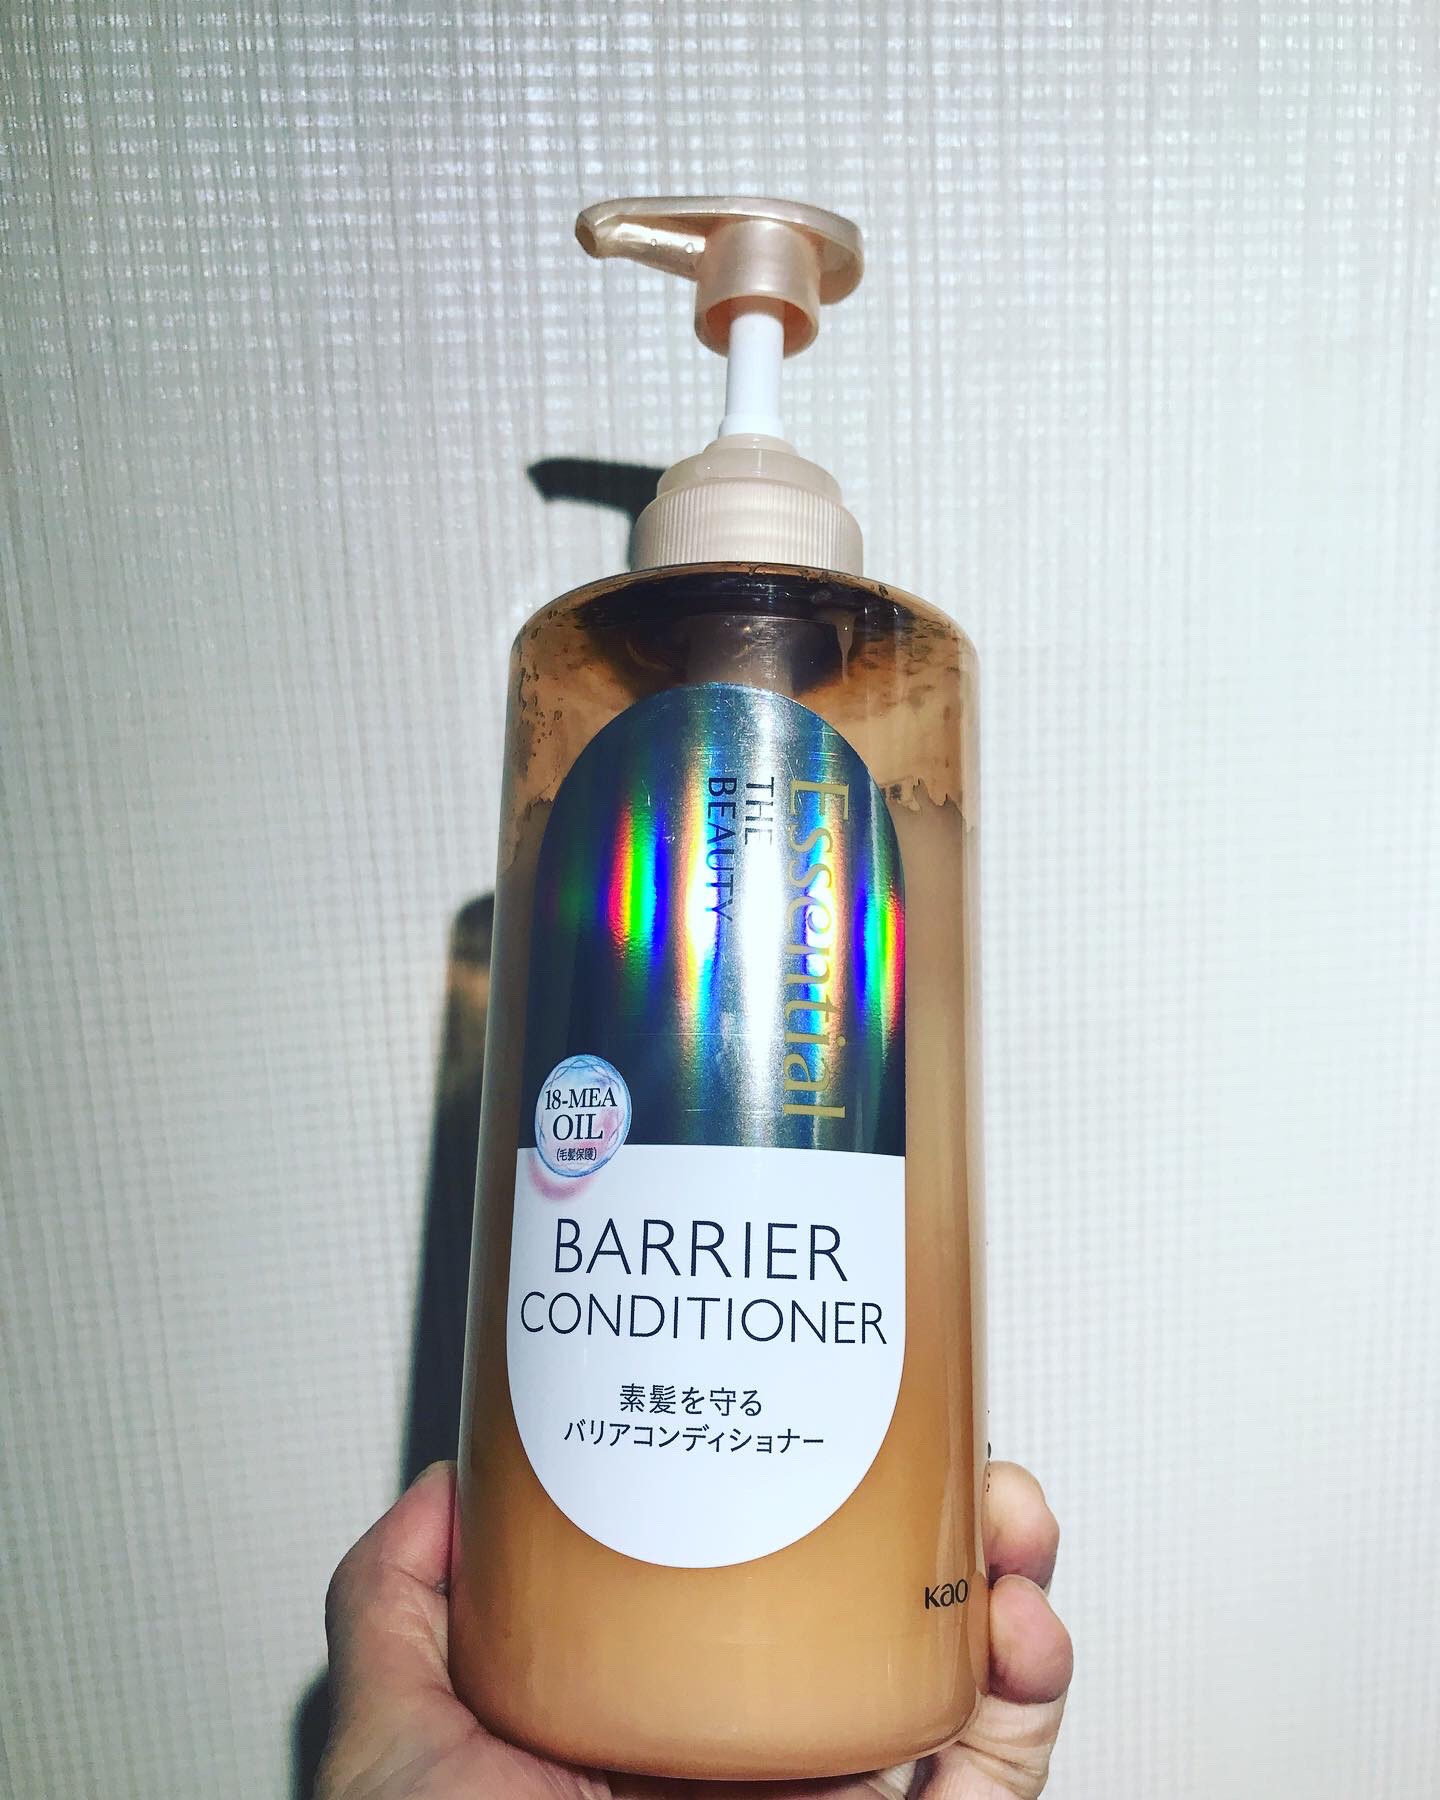 Essential
THE
BEAUTY
18-MEA
OIL
(毛髪保護)
BARRIER
CONDITIONER
素髪を守る
バリアコンディショナー
Kao